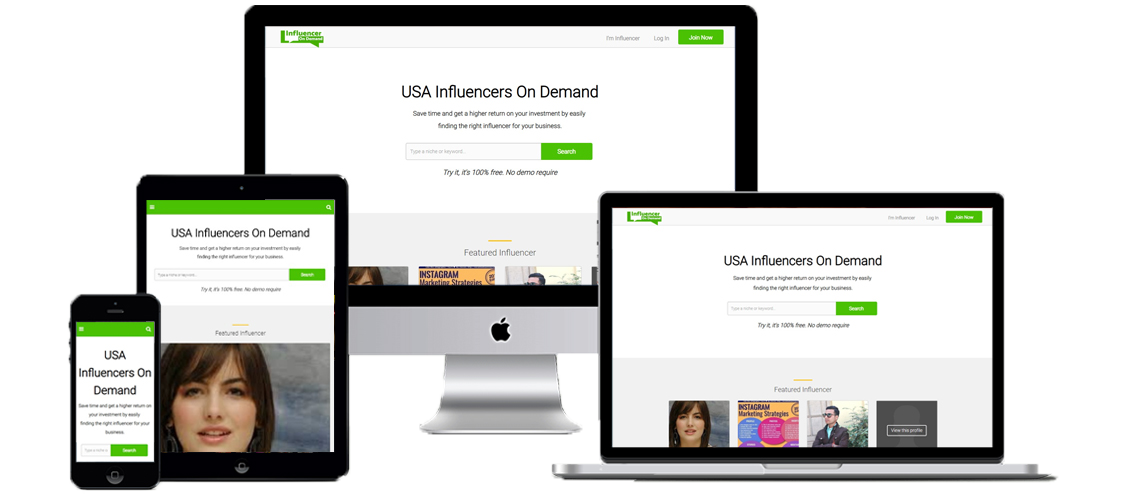 Influencer
On Demand
I'm Influencer
Log In
Join Now
USA Influencers On Demand
Save time and get a higher return on your investment by easily
finding the right influencer for your business.
Type a niche or keyword...
Search
Try it, it's 100% free. No demo require
Featured Influencer
INSTAGRAM
Marketing Strategies
USA Influencers On Demand
Save time and get a higher return on your investment by easily
finding the right influencer for your business.
Type a niche or keyword...
Search
Try it, it's 100% free. No demo require
Featured Influencer
USA
Influencers On
Demand
Save time and get a higher return on
your investment by easily
finding the right influencer for your
business.
Type a niche o
Search
Influencer
On Demand
I'm Influencer
Log In
Join Now
USA Influencers On Demand
Save time and get a higher return on your investment by easily
finding the right influencer for your business.
Type a niche or keyword...
Search
Try it, it's 100% free. No demo require
Featured Influencer
INSTAGRAM
Marketing Strategies
View this profile